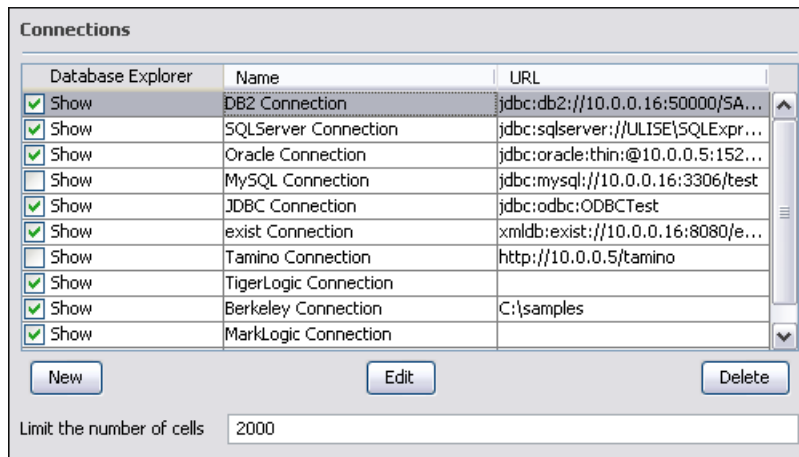 Connections
Database Explorer Name URL
Show DB2 Connection jdbc:db2://10.0.0.16:50000/SA...
Show SQLServer Connection jdbc:sqlserver://ULISE\SQLExpr...
Show Oracle Connection jdbc:oracle:thin:@10.0.0.5:152...
Show MySQL Connection jdbc:mysql://10.0.0.16:3306/test
Show JDBC Connection jdbc:odbc:ODBCTest
Show exist Connection xmldb:exist://10.0.0.16:8080/e...
Show Tamino Connection http://10.0.0.5/tamino
Show TigerLogic Connection
Show Berkeley Connection C:\samples
Show MarkLogic Connection
New Edit Delete
Limit the number of cells 2000